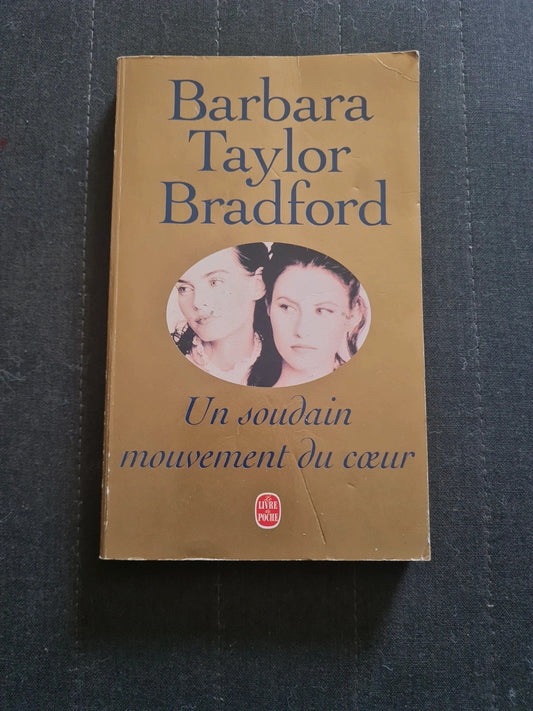 Barbara
Taylor
Bradford
Un soudain
mouvement du cœur
Le
LIVRE
de
POCHE